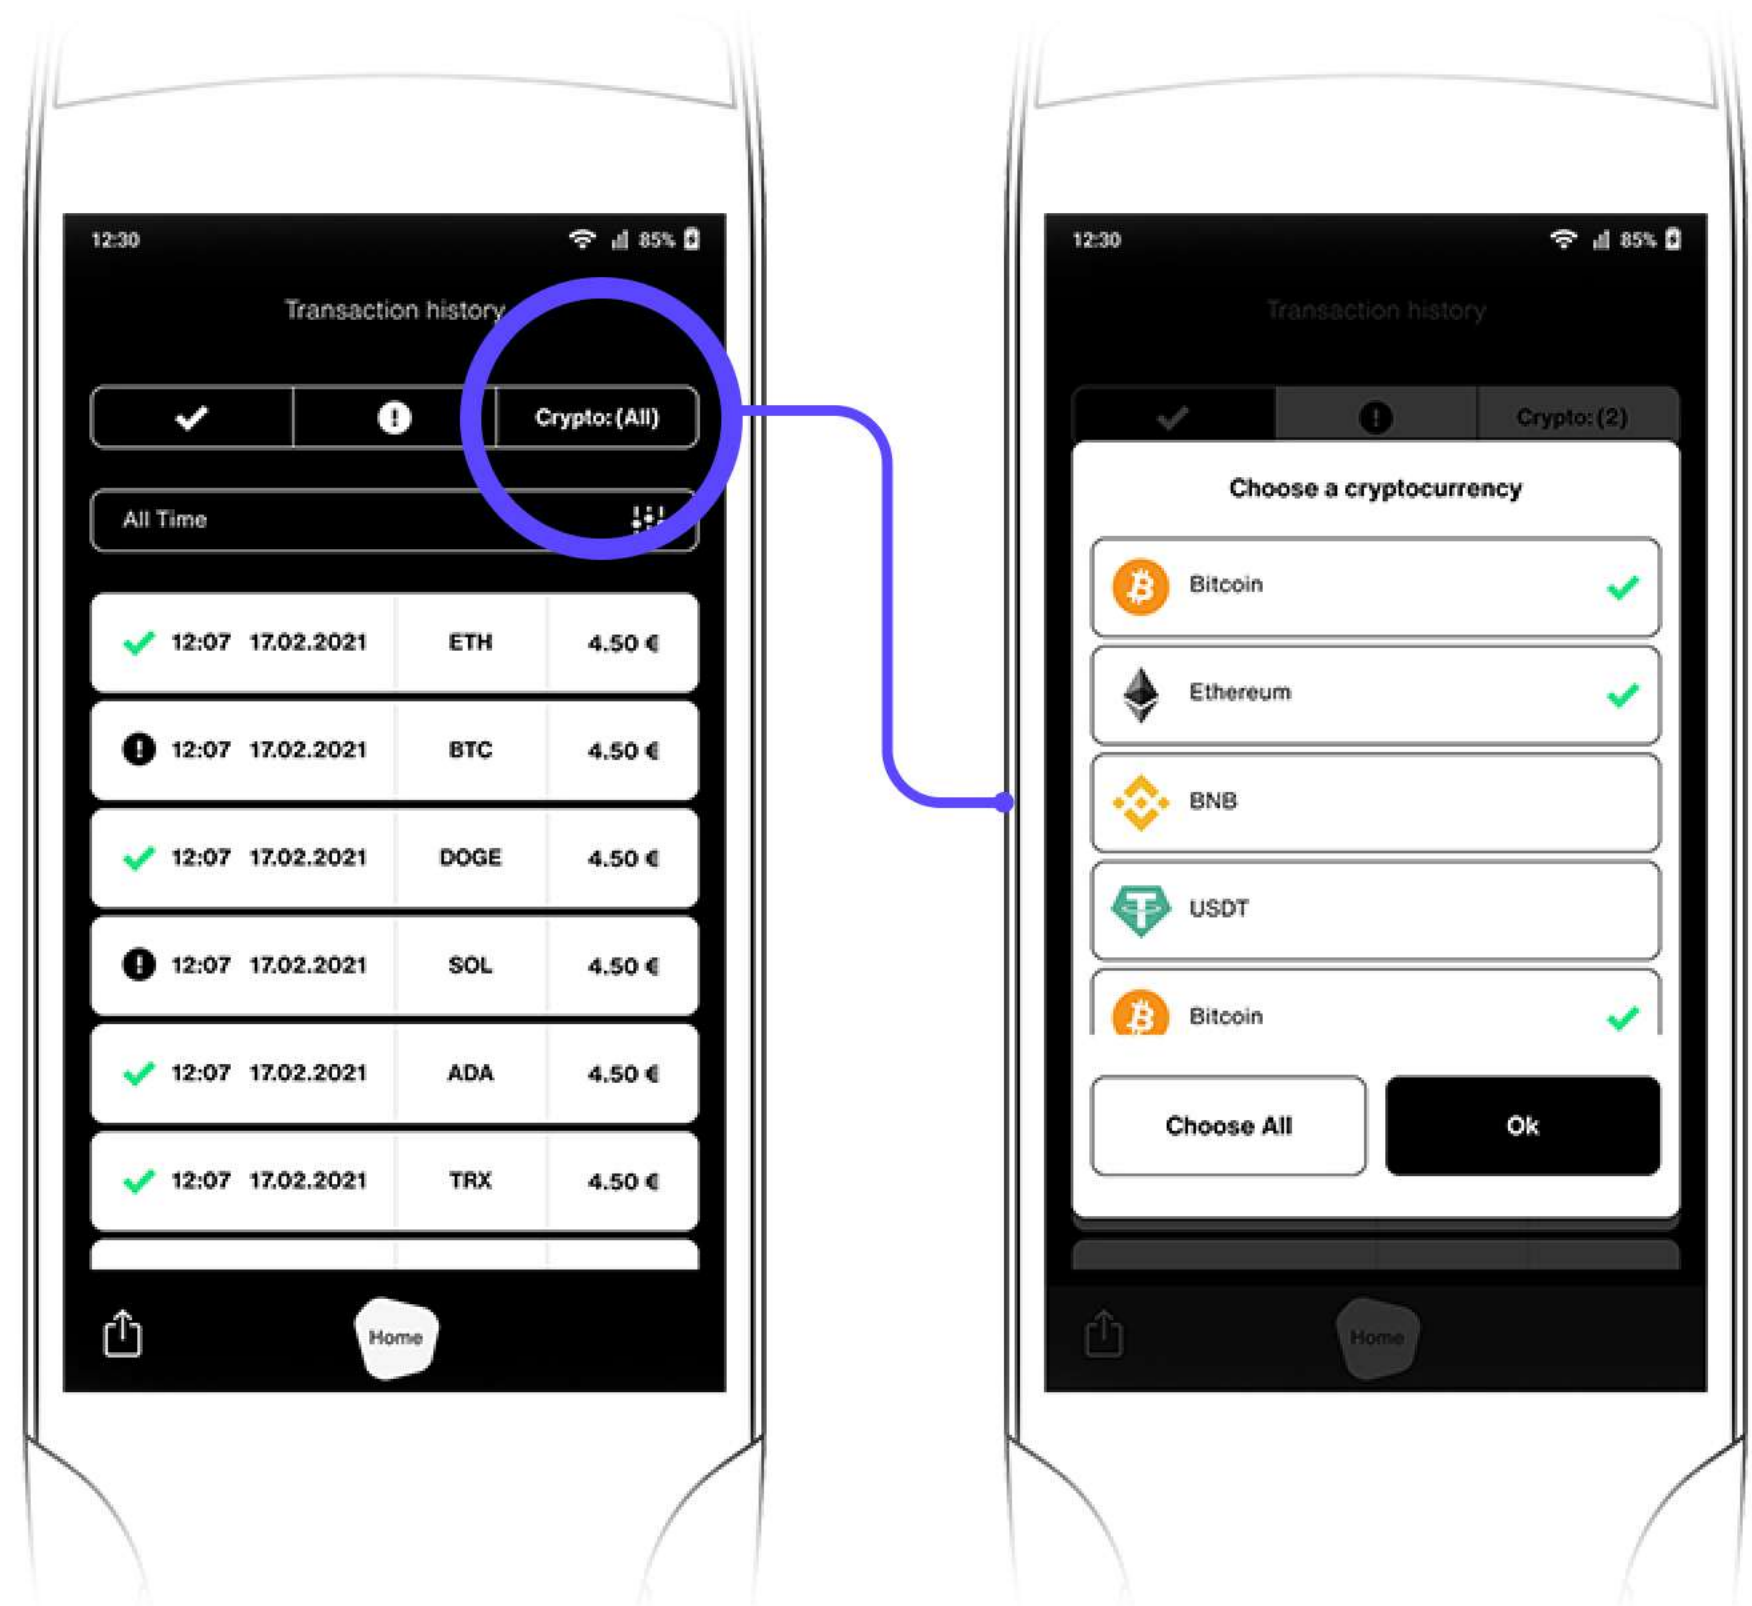 12:30 85%
Transaction history
Crypto: (All)
All Time
12:07 17.02.2021 ETH 4.50 €
12:07 17.02.2021 BTC 4.50 €
12:07 17.02.2021 DOGE 4.50 €
12:07 17.02.2021 SOL 4.50 €
12:07 17.02.2021 ADA 4.50 €
12:07 17.02.2021 TRX 4.50 €
Home
12:30 85%
Transaction history
Crypto: (2)
Choose a cryptocurrency
Bitcoin
Ethereum
BNB
USDT
Bitcoin
Choose All Ok
Home